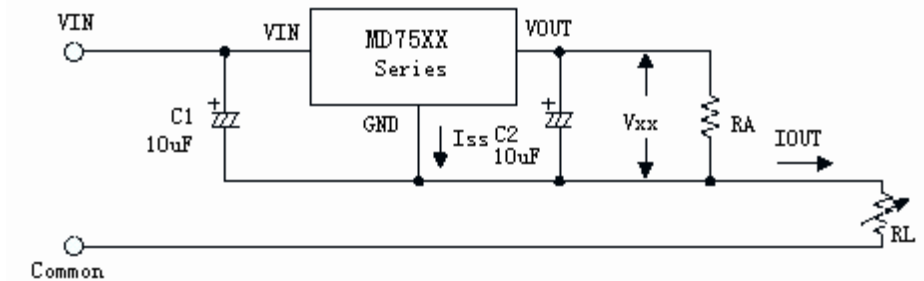 VIN
VIN
MD75XX
Series
VOUT
C1
10uF
GND
Iss
C2
10uF
Vxx
RA
IOUT
RL
Common
+
+